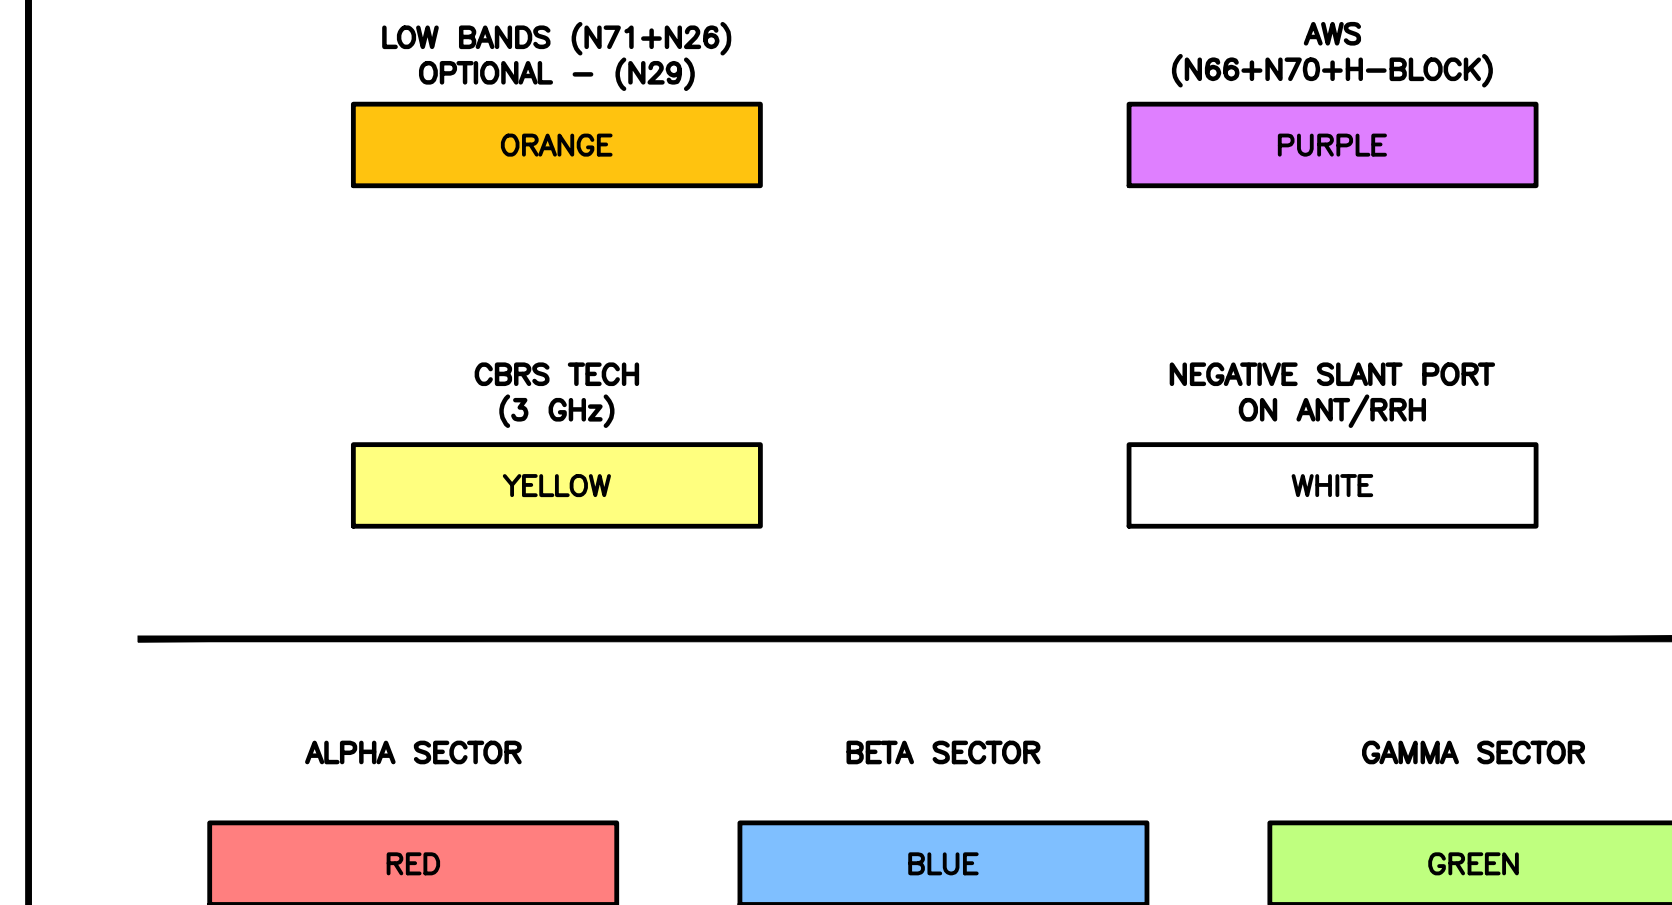 LOW BANDS (N71+N26)
OPTIONAL - (N29)
ORANGE
AWS
(N66+N70+H-BLOCK)
PURPLE
CBRS TECH
(3 GHz)
YELLOW
NEGATIVE SLANT PORT
ON ANT/RRH
WHITE
ALPHA SECTOR
RED
BETA SECTOR
BLUE
GAMMA SECTOR
GREEN